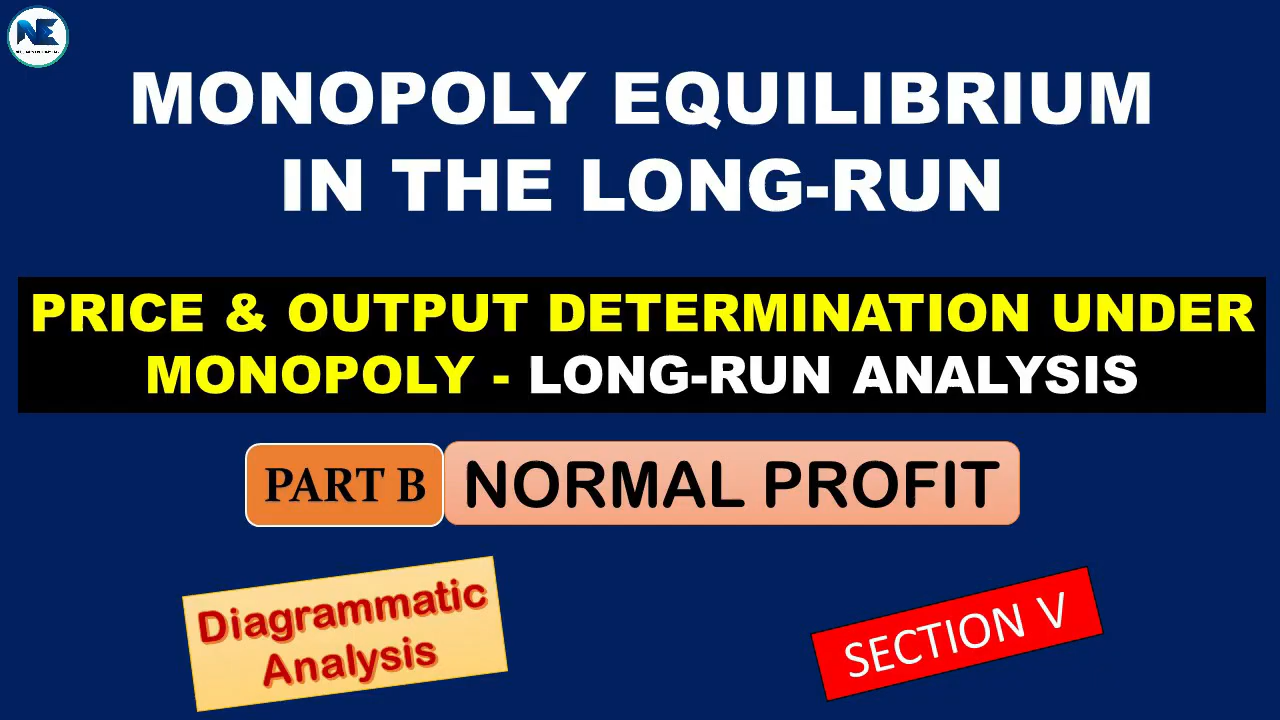 NE
MONOPOLY EQUILIBRIUM
IN THE LONG-RUN
PRICE & OUTPUT DETERMINATION UNDER
MONOPOLY - LONG-RUN ANALYSIS
PART B NORMAL PROFIT
Diagrammatic
Analysis
SECTION V